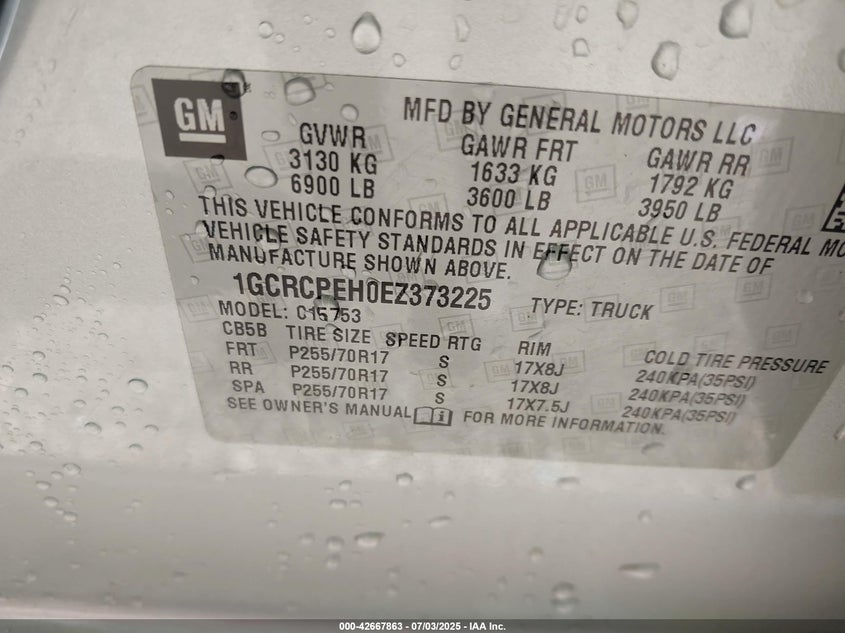 GM
MFD BY GENERAL MOTORS LLC
GVWR GAWR FRT GAWR RR
3130 KG 1633 KG 1792 KG
6900 LB 3600 LB 3950 LB
THIS VEHICLE CONFORMS TO ALL APPLICABLE U.S. FEDERAL
VEHICLE SAFETY STANDARDS IN EFFECT ON THE DATE OF
MANUFACTURE SHOWN ABOVE.
1GCRCPEH0EZ373225 TYPE: TRUCK
MODEL: C15753
CB5B TIRE SIZE SPEED RTG RIM COLD TIRE PRESSURE
FRT P255/70R17 S 17X8J 240KPA(35PSI)
RR P255/70R17 S 17X8J 240KPA(35PSI)
SPA P255/70R17 S 17X7.5J 240KPA(35PSI)
SEE OWNER'S MANUAL FOR MORE INFORMATION.
000-42667863 - 07/03/2025 - IAA Inc.